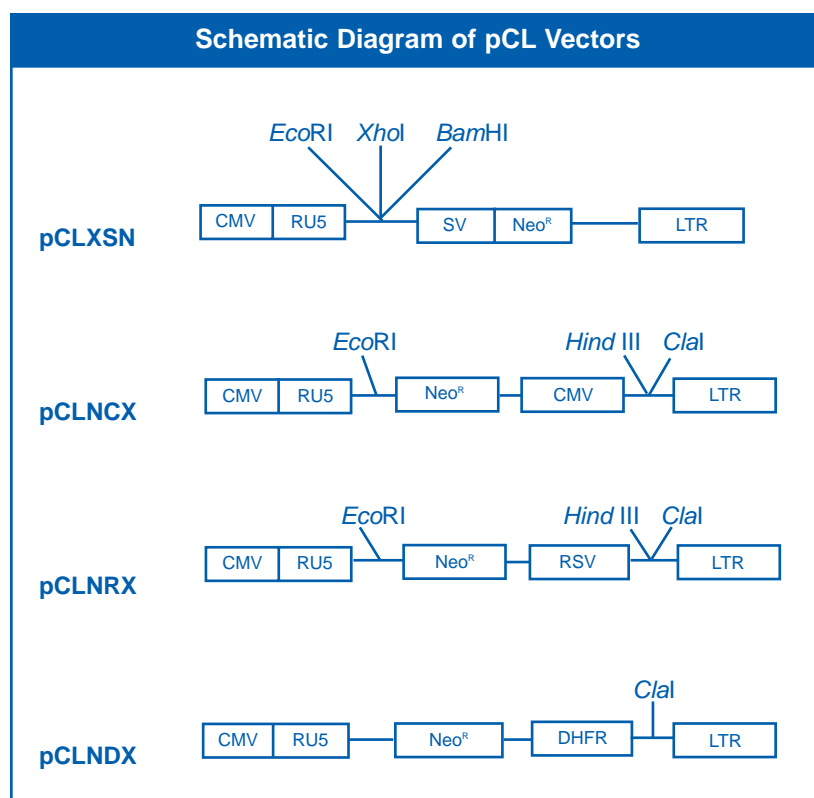 Schematic Diagram of pCL Vectors
EcoRI XhoI BamHI
pCLXSN CMV RU5 SV Neoᴿ LTR
EcoRI Hind III ClaI
pCLNCX CMV RU5 Neoᴿ CMV LTR
EcoRI Hind III ClaI
pCLNRX CMV RU5 Neoᴿ RSV LTR
ClaI
pCLNDX CMV RU5 Neoᴿ DHFR LTR